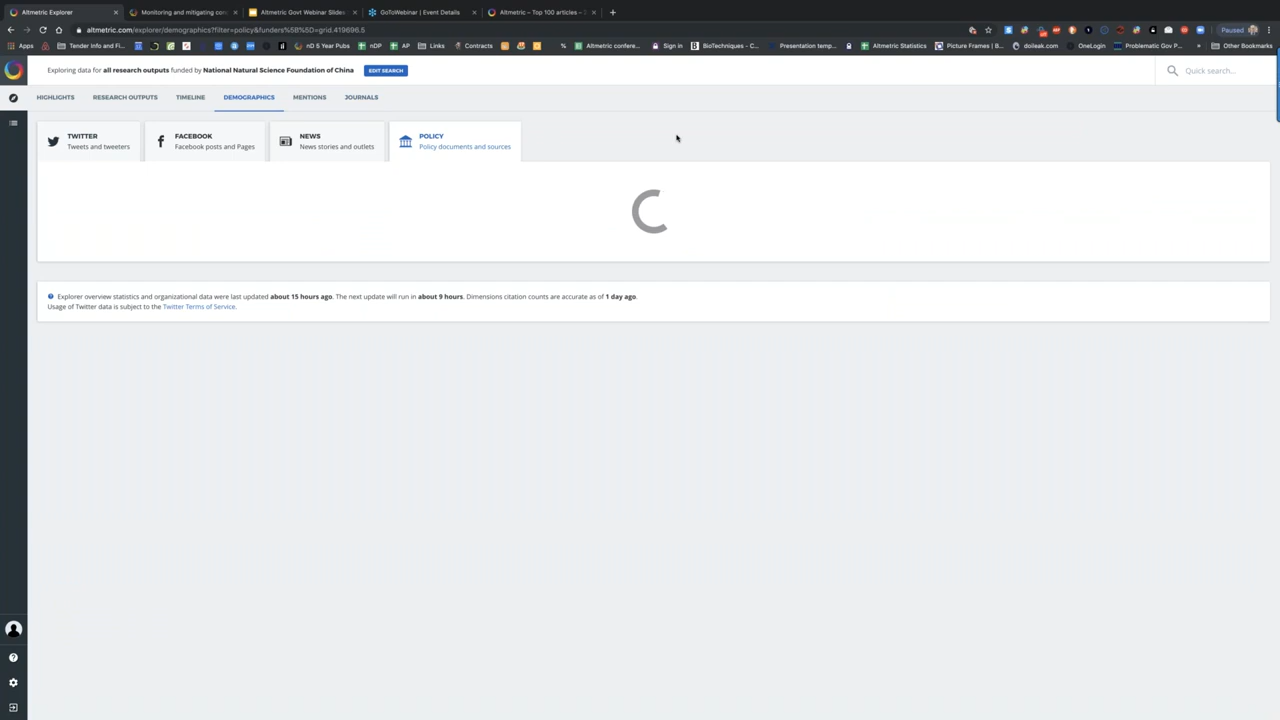 Altmetric Explorer
Monitoring and mitigating con
Altmetric Govt Webinar Slides
GoToWebinar | Event Details
Altmetric – Top 100 articles –
altmetric.com/explorer/demographics?filter=policy&funders%5B%5D=grid.419696.5
Paused
Apps
Tender Info and Fi...
nD 5 Year Pubs
nDP
AP
Links
Contracts
Altmetric confere...
Sign in
BioTechniques - C...
Presentation temp...
Altmetric Statistics
Picture Frames | B...
doileak.com
OneLogin
Problematic Gov P...
»
Other Bookmarks
Exploring data for all research outputs funded by National Natural Science Foundation of China
EDIT SEARCH
Quick search...
HIGHLIGHTS
RESEARCH OUTPUTS
TIMELINE
DEMOGRAPHICS
MENTIONS
JOURNALS
TWITTER
Tweets and tweeters
FACEBOOK
Facebook posts and Pages
NEWS
News stories and outlets
POLICY
Policy documents and sources
Explorer overview statistics and organizational data were last updated about 15 hours ago. The next update will run in about 9 hours. Dimensions citation counts are accurate as of 1 day ago.
Usage of Twitter data is subject to the Twitter Terms of Service.